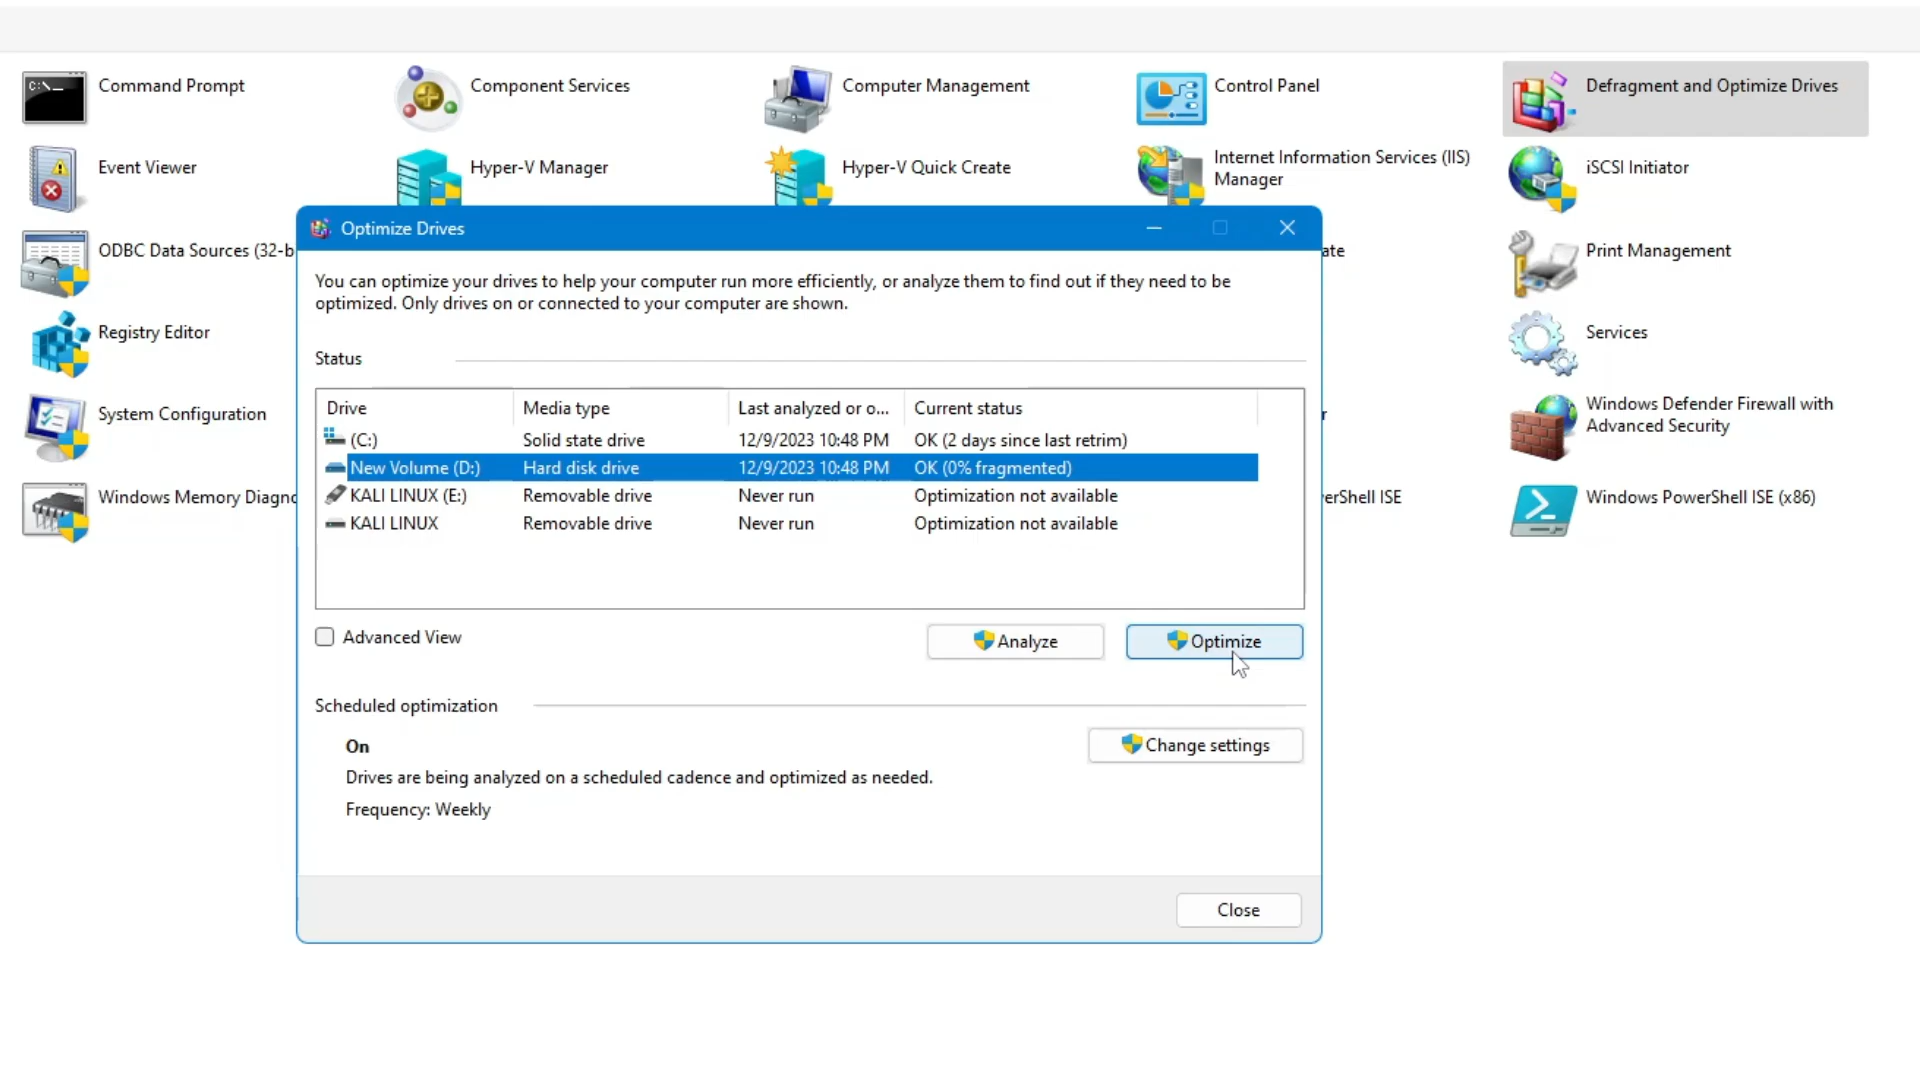 Command Prompt
Component Services
Computer Management
Control Panel
Defragment and Optimize Drives
Event Viewer
Hyper-V Manager
Hyper-V Quick Create
Internet Information Services (IIS)
Manager
iSCSI Initiator
ODBC Data Sources (32-b
ate
Print Management
Registry Editor
Services
System Configuration
r
Windows Defender Firewall with
Advanced Security
Windows Memory Diagno
erShell ISE
Windows PowerShell ISE (x86)
Optimize Drives
You can optimize your drives to help your computer run more efficiently, or analyze them to find out if they need to be
optimized. Only drives on or connected to your computer are shown.
Status
Drive Media type Last analyzed or o... Current status
(C:) Solid state drive 12/9/2023 10:48 PM OK (2 days since last retrim)
New Volume (D:) Hard disk drive 12/9/2023 10:48 PM OK (0% fragmented)
KALI LINUX (E:) Removable drive Never run Optimization not available
KALI LINUX Removable drive Never run Optimization not available
Advanced View
Analyze
Optimize
Scheduled optimization
On
Change settings
Drives are being analyzed on a scheduled cadence and optimized as needed.
Frequency: Weekly
Close